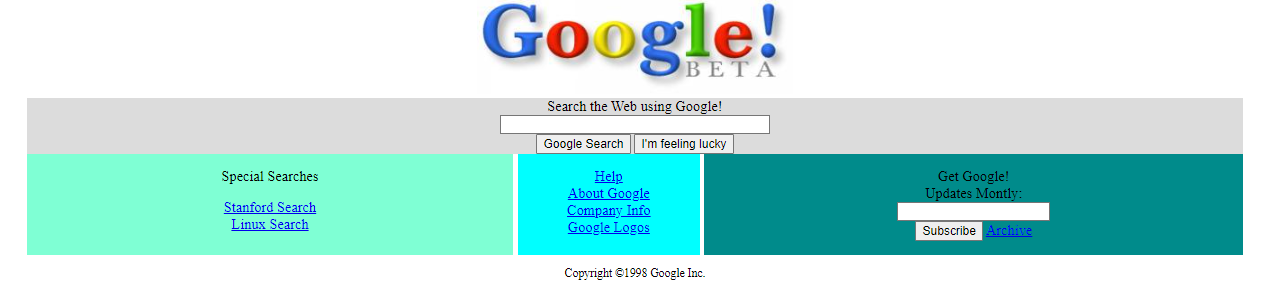 Google!
BETA
Search the Web using Google!
Google Search I'm feeling lucky
Special Searches
Stanford Search
Linux Search
Help
About Google
Company Info
Google Logos
Get Google!
Updates Montly:
Subscribe Archive
Copyright ©1998 Google Inc.